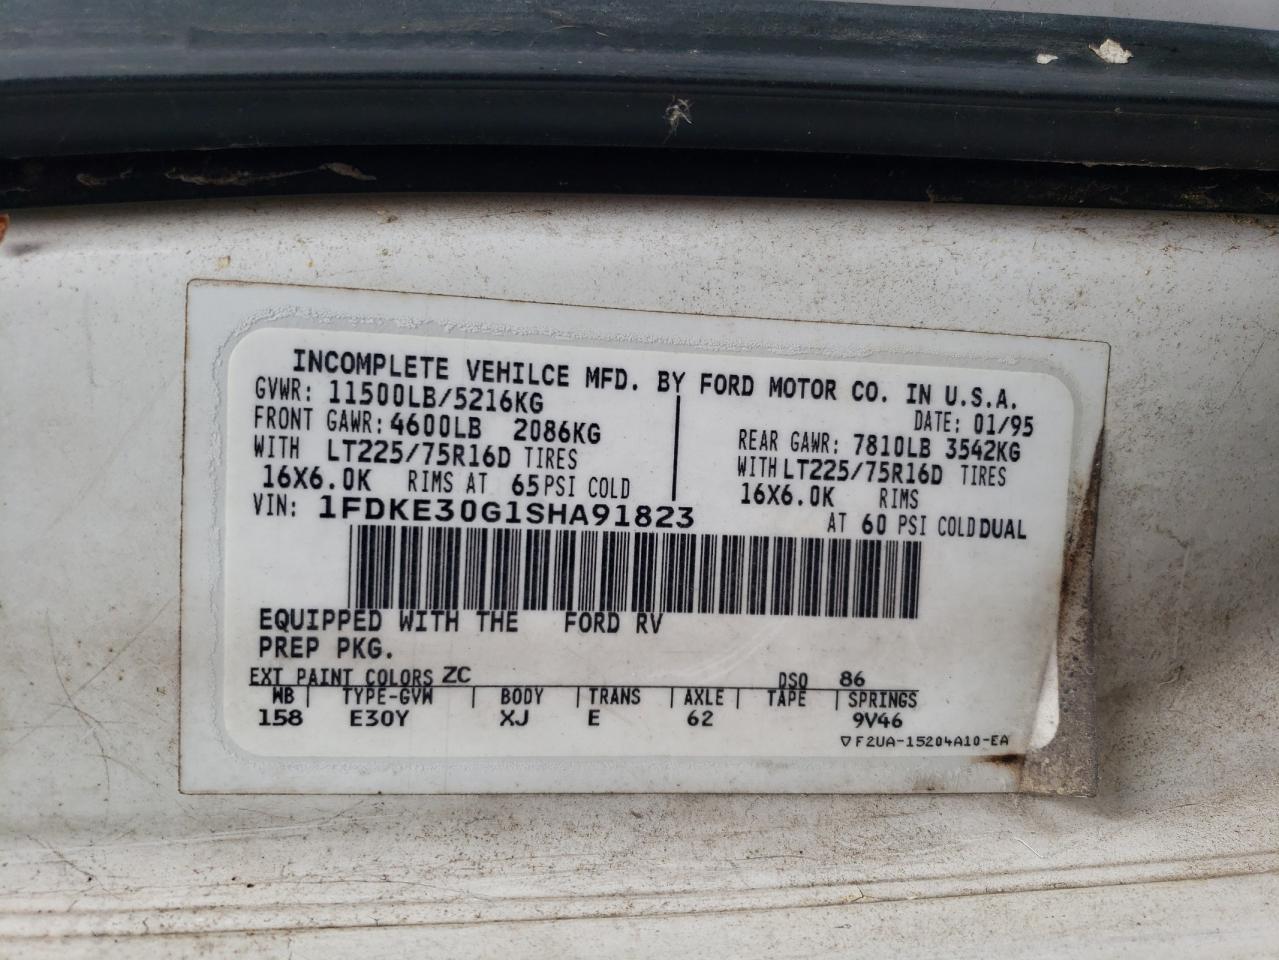 INCOMPLETE VEHILCE MFD. BY FORD MOTOR CO. IN U.S.A.
GVWR: 11500LB/5216KG
DATE: 01/95
FRONT GAWR: 4600LB 2086KG
REAR GAWR: 7810LB 3542KG
WITH LT225/75R16D TIRES
WITH LT225/75R16D TIRES
16X6.0K RIMS AT 65 PSI COLD
16X6.0K RIMS
VIN: 1FDKE30G1SHA91823
AT 60 PSI COLD DUAL
EQUIPPED WITH THE FORD RV
PREP PKG.
EXT PAINT COLORS ZC DSO 86
WB | TYPE-GVW | BODY | TRANS | AXLE | TAPE | SPRINGS
158 E30Y XJ E 62 9V46
▽ F2UA-15204A10-EA